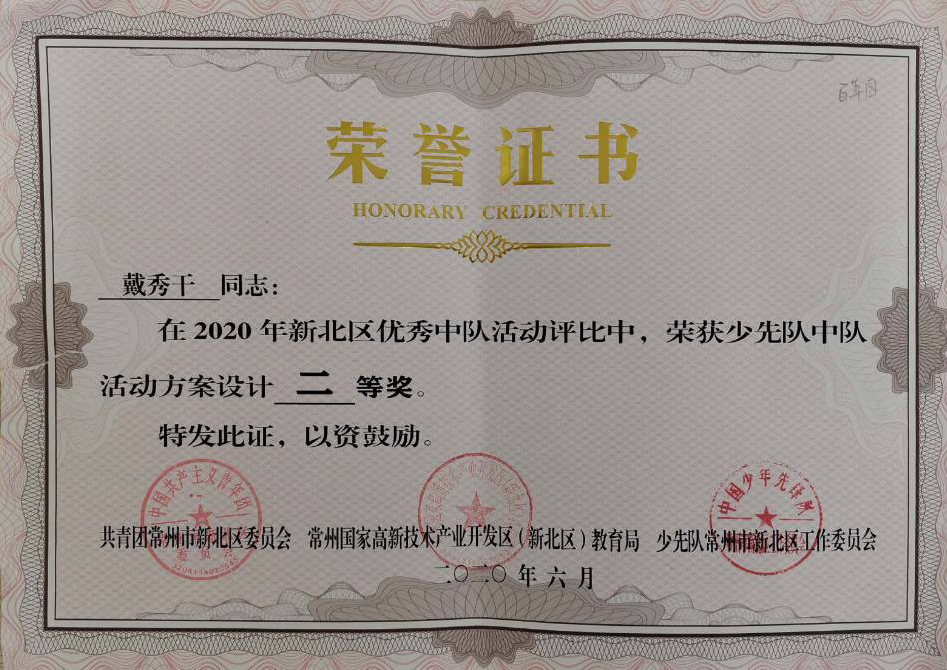 百草园
荣誉证书
HONORARY CREDENTIAL
戴秀干 同志：
在2020年新北区优秀中队活动评比中，荣获少先队中队
活动方案设计 二 等奖。
特发此证，以资鼓励。
中国共产主义青年团
中国少年先锋队
共青团常州市新北区委员会 常州国家高新技术产业开发区（新北区）教育局 少先队常州市新北区工作委员会
委员会
二〇二〇年六月